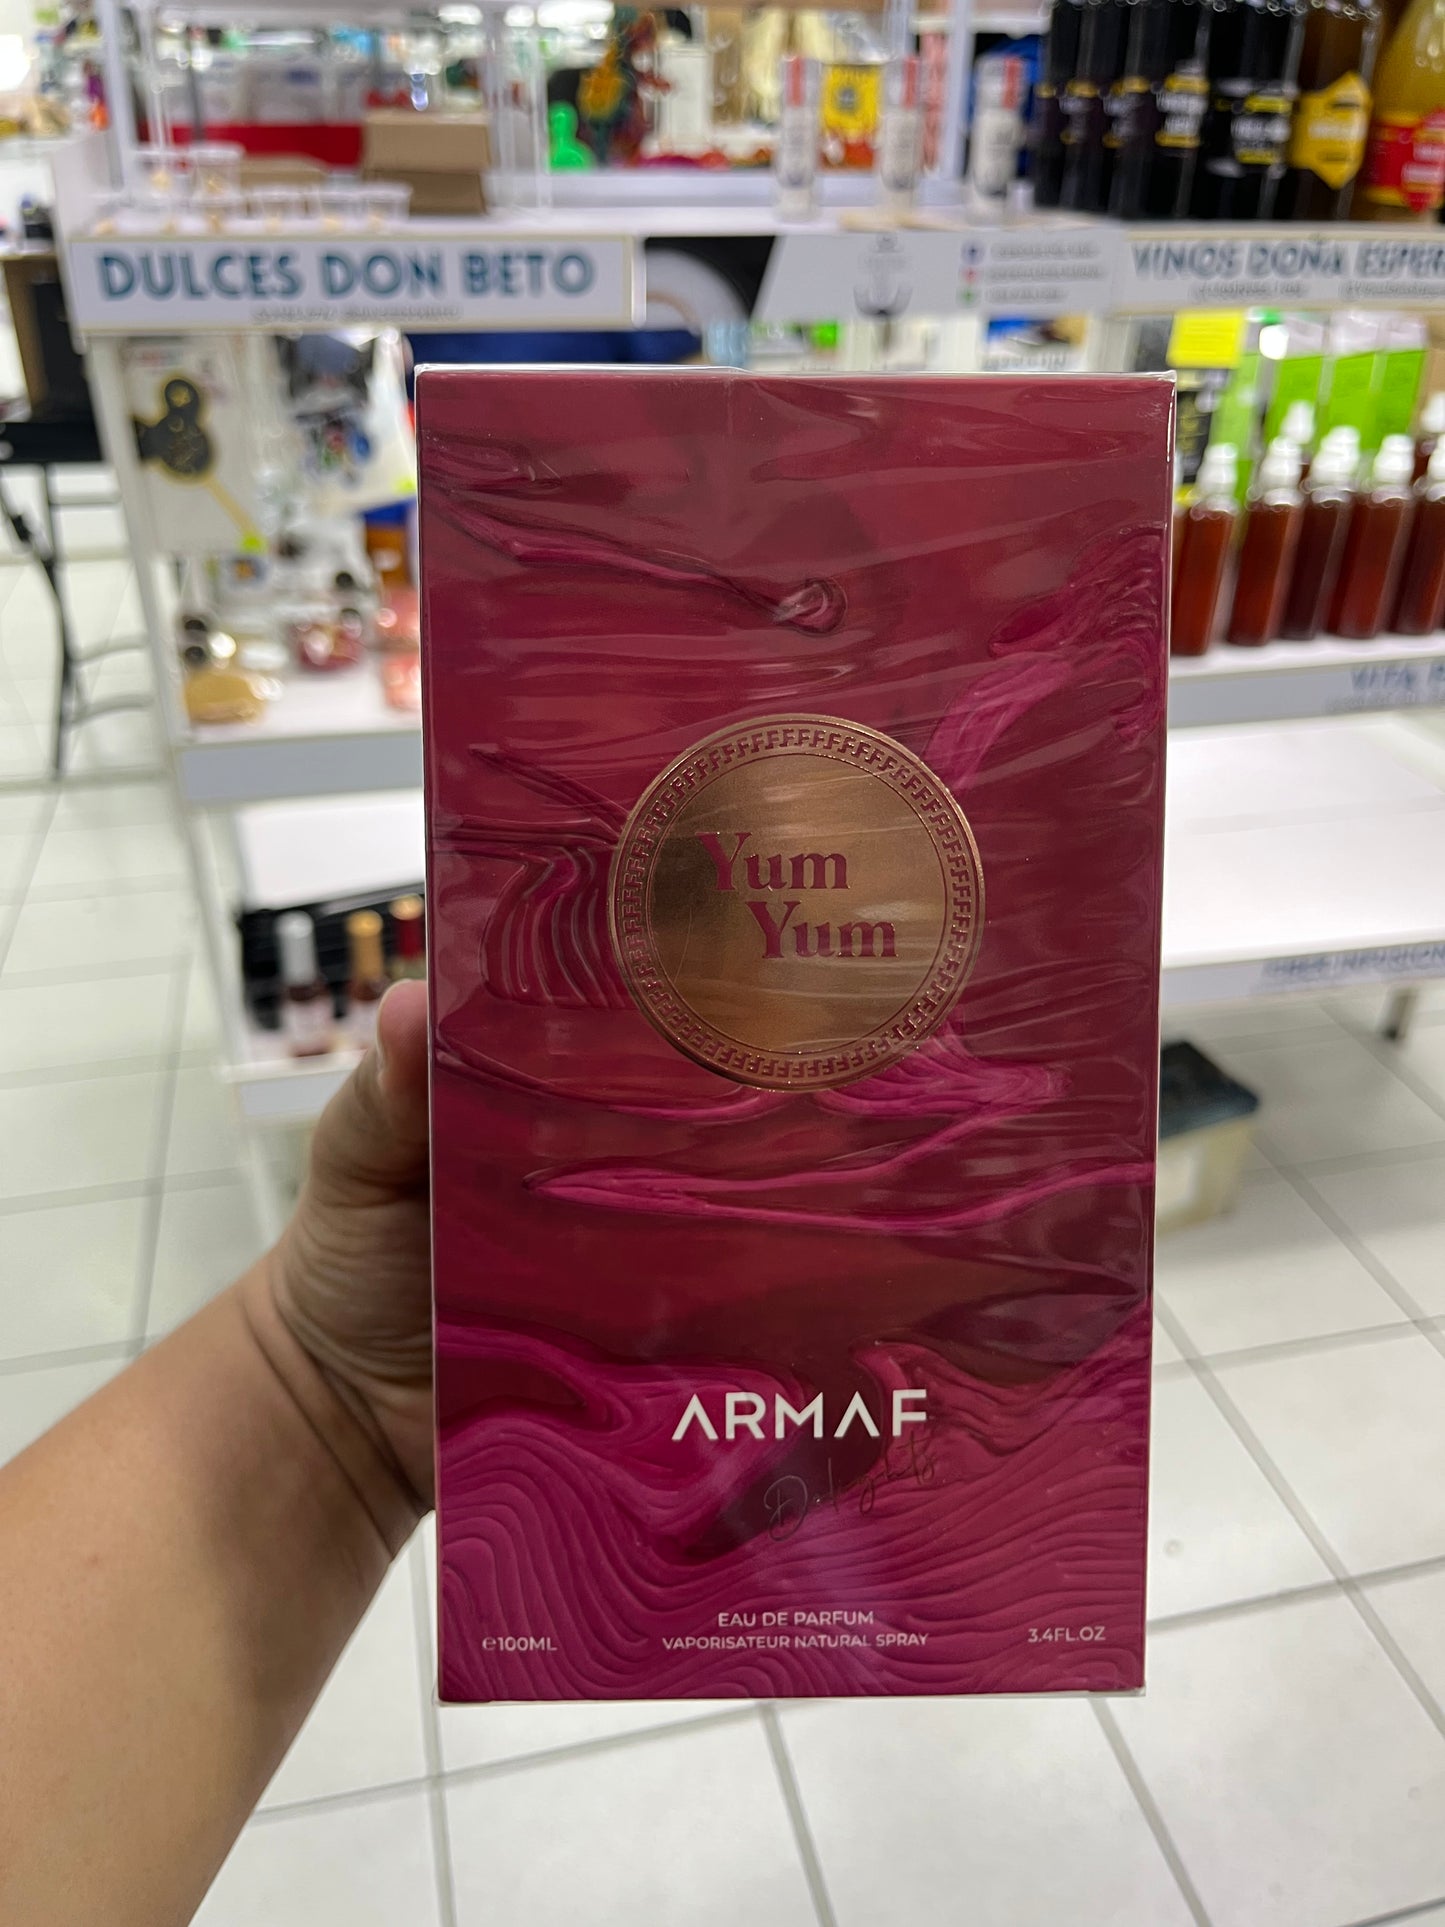 DULCES DON BETO
VINOS DOÑA ESPER
Yum
Yum
ARMAF
Delights
EAU DE PARFUM
℮100ML
VAPORISATEUR NATURAL SPRAY
3.4FL.OZ